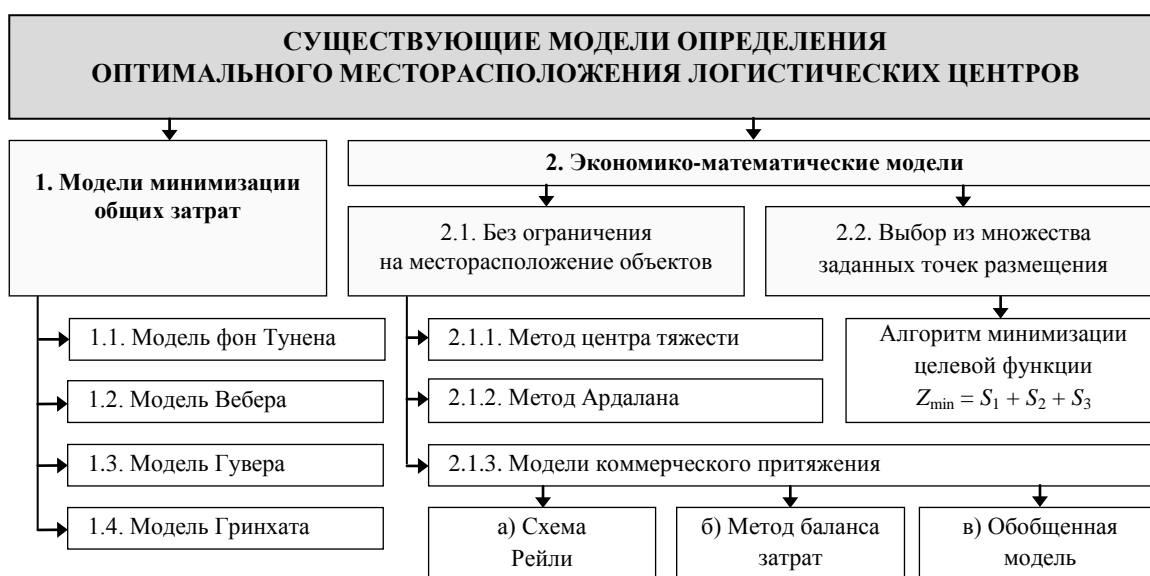 СУЩЕСТВУЮЩИЕ МОДЕЛИ ОПРЕДЕЛЕНИЯ
ОПТИМАЛЬНОГО МЕСТОРАСПОЛОЖЕНИЯ ЛОГИСТИЧЕСКИХ ЦЕНТРОВ
1. Модели минимизации
общих затрат
1.1. Модель фон Тунена
1.2. Модель Вебера
1.3. Модель Гувера
1.4. Модель Гринхата
2. Экономико-математические модели
2.1. Без ограничения
на месторасположение объектов
2.1.1. Метод центра тяжести
2.1.2. Метод Ардалана
2.1.3. Модели коммерческого притяжения
а) Схема
Рейли
б) Метод баланса
затрат
в) Обобщенная
модель
2.2. Выбор из множества
заданных точек размещения
Алгоритм минимизации
целевой функции
Z_min = S_1 + S_2 + S_3